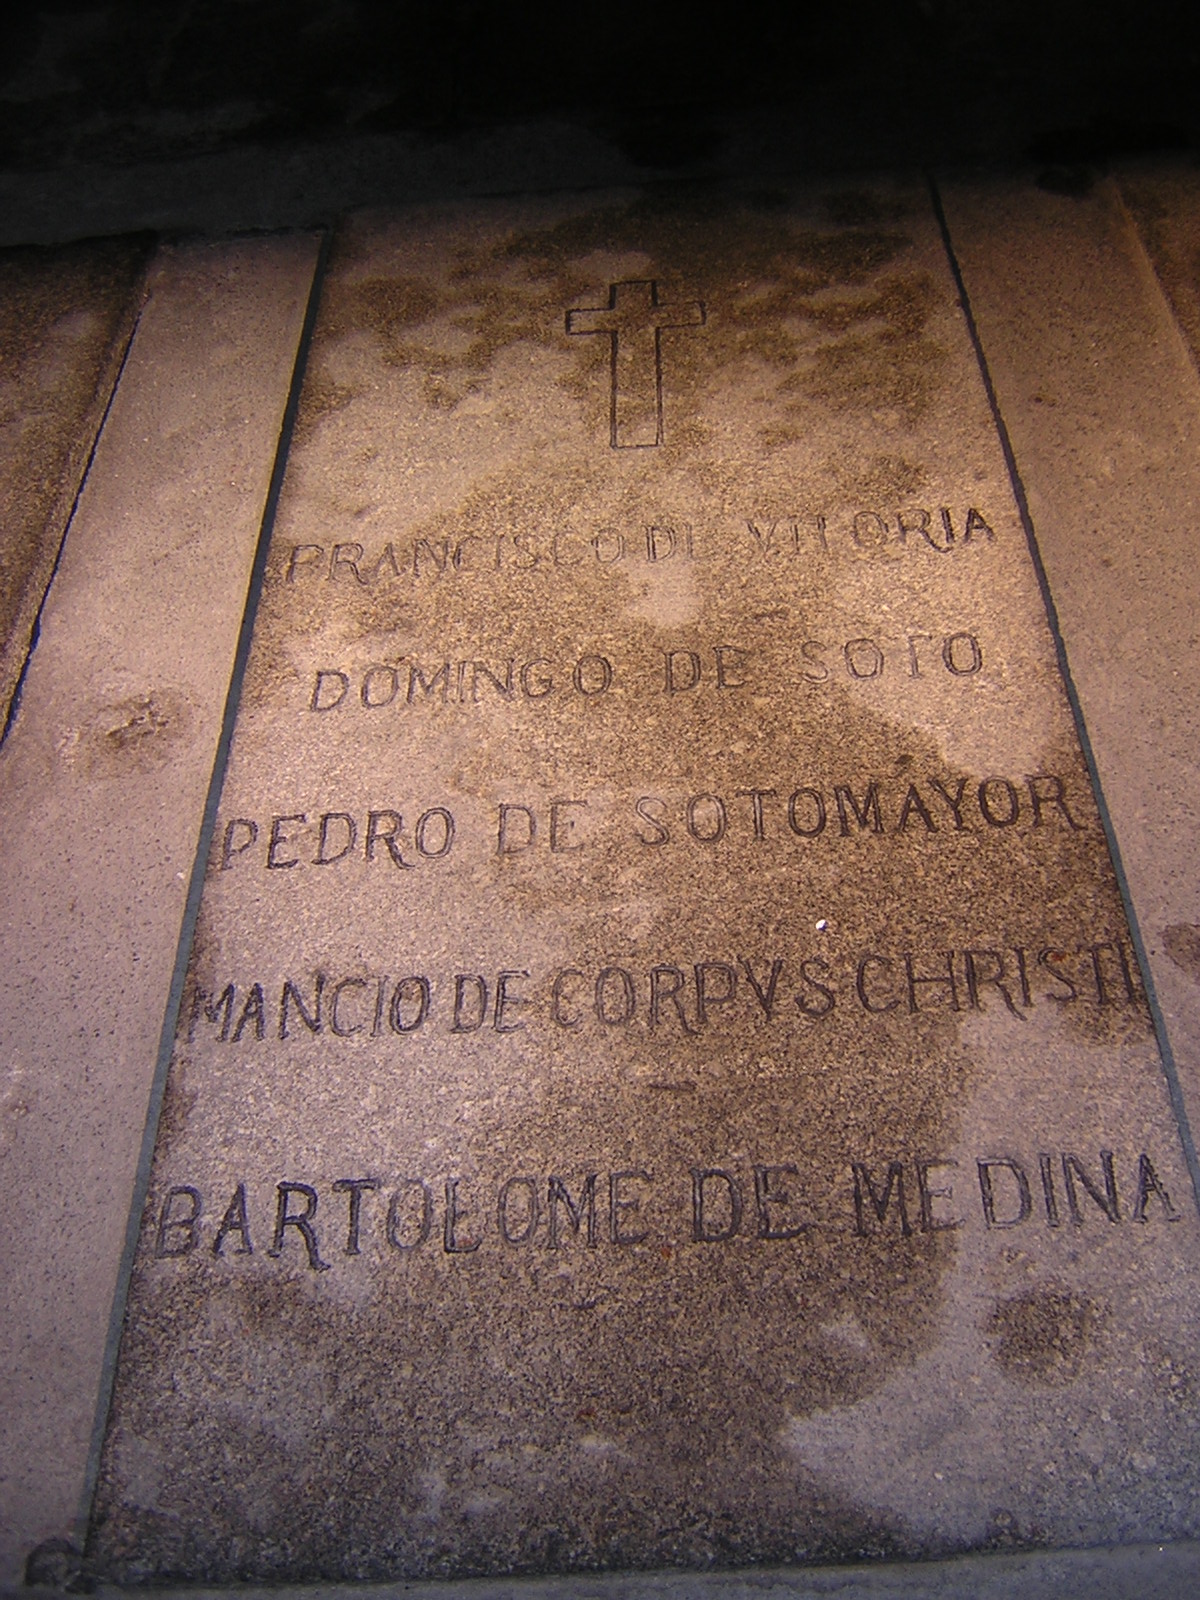 FRANCISCO DE VITORIA
DOMINGO DE SOTO
PEDRO DE SOTOMAYOR
MANCIO DE CORPVS CHRISTI
BARTOLOME DE MEDINA